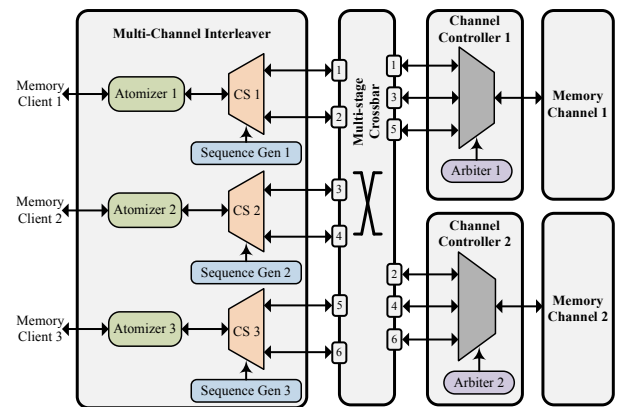 Multi-Channel Interleaver
Memory
Client 1
Atomizer 1
CS 1
Sequence Gen 1
Memory
Client 2
Atomizer 2
CS 2
Sequence Gen 2
Memory
Client 3
Atomizer 3
CS 3
Sequence Gen 3
1
2
3
4
5
6
Multi-stage
Crossbar
1
3
5
2
4
6
Channel
Controller 1
Arbiter 1
Memory
Channel 1
Channel
Controller 2
Arbiter 2
Memory
Channel 2